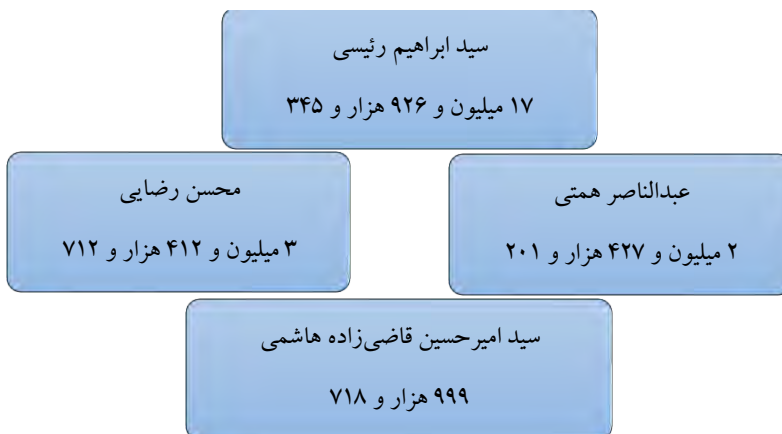 سید ابراهیم رئیسی
۱۷ میلیون و ۹۲۶ هزار و ۳۴۵
عبدالناصر همتی
۲ میلیون و ۴۲۷ هزار و ۲۰۱
محسن رضایی
۳ میلیون و ۴۱۲ هزار و ۷۱۲
سید امیرحسین قاضی‌زاده هاشمی
۹۹۹ هزار و ۷۱۸